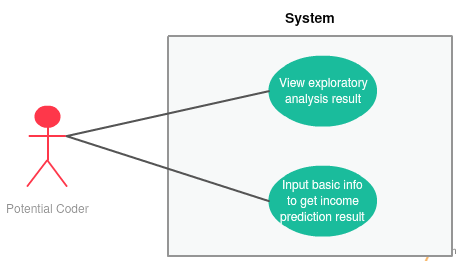 System
View exploratory
analysis result
Input basic info
to get income
prediction result
Potential Coder